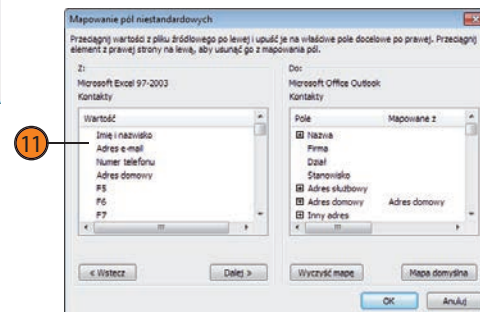 Mapowanie pól niestandardowych
Przeciągnij wartości z pliku źródłowego po lewej i upuść je na właściwe pole docelowe po prawej. Przeciągnij
element z prawej strony na lewą, aby usunąć go z mapowania pól.
Z:
Microsoft Excel 97-2003
Kontakty
Wartość
Imię i nazwisko
Adres e-mail
Numer telefonu
Adres domowy
F5
F6
F7
< Wstecz
Dalej >
Do:
Microsoft Office Outlook
Kontakty
Pole Mapowane z
Nazwa
Firma
Dział
Stanowisko
Adres służbowy
Adres domowy Adres domowy
Inny adres
Wyczyść mapę
Mapa domyślna
OK
Anuluj
11